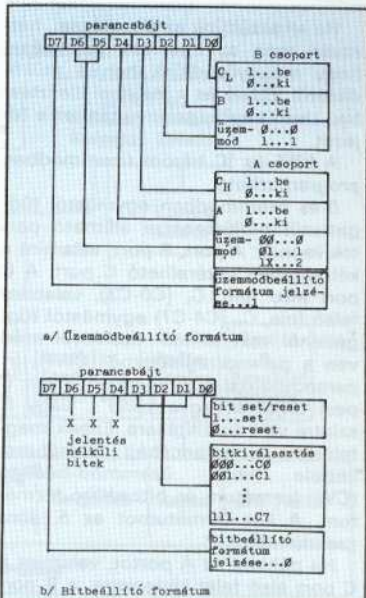 parancsbájt
D7 D6 D5 D4 D3 D2 D1 DØ
B csoport
C_L 1...be
Ø...ki
B 1...be
Ø...ki
üzem- Ø...Ø
mód 1...1
A csoport
C_H 1...be
Ø...ki
A 1...be
Ø...ki
üzem- ØØ...Ø
mód Ø1...1
1X...2
üzemmódbeállító
formátum jelzé-
se...1
a/ Üzemmódbeállító formátum
parancsbájt
D7 D6 D5 D4 D3 D2 D1 DØ
X X X
jelentés
nélküli
bitek
bit set/reset
1...set
Ø...reset
bitkiválasztás
ØØØ...CØ
ØØ1...C1
⋮
111...C7
bitbeállító
formátum
jelzése...Ø
b/ Bitbeállító formátum